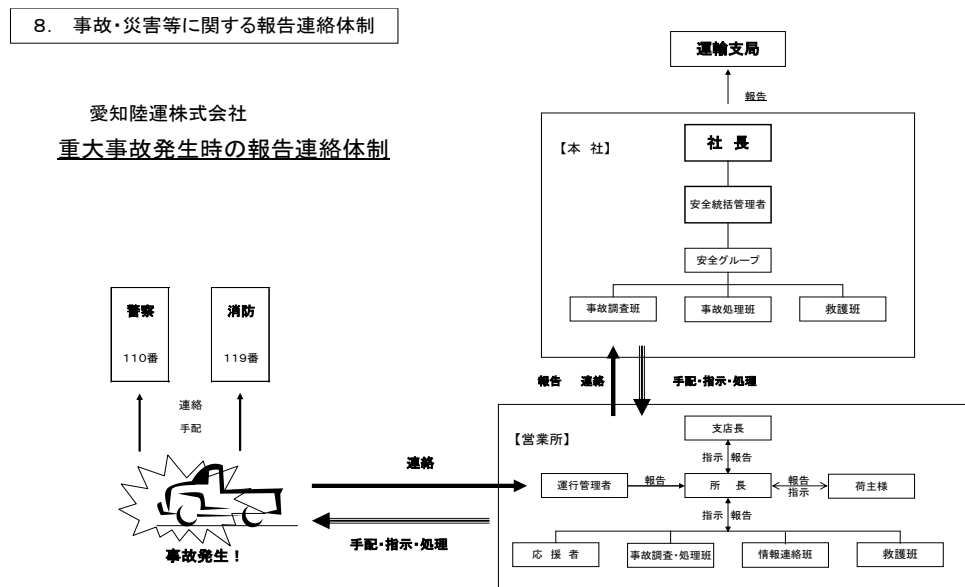 8. 事故・災害等に関する報告連絡体制
愛知陸運株式会社
重大事故発生時の報告連絡体制
運輸支局
報告
【本 社】
社 長
安全統括管理者
安全グループ
事故調査班
事故処理班
救護班
警察
110番
消防
119番
連絡
手配
報告 連絡
手配・指示・処理
【営業所】
支店長
指示 報告
連絡
運行管理者
報告
所 長
報告
指示
荷主様
指示 報告
手配・指示・処理
事故発生！
応 援 者
事故調査・処理班
情報連絡班
救護班